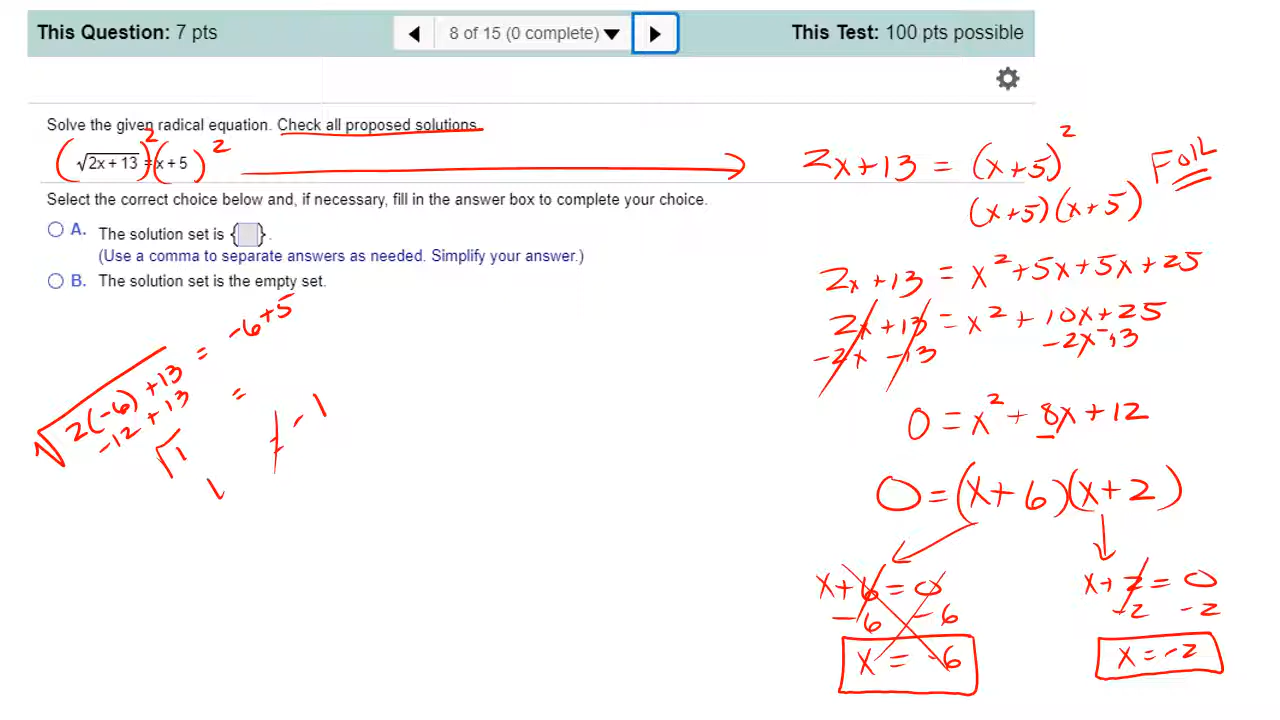 This Question: 7 pts
8 of 15 (0 complete)
This Test: 100 pts possible
Solve the given radical equation. Check all proposed solutions.
(√2x + 13)² = (x + 5)²
Select the correct choice below and, if necessary, fill in the answer box to complete your choice.
A. The solution set is { }.
(Use a comma to separate answers as needed. Simplify your answer.)
B. The solution set is the empty set.
√2(-6) +13 = -6+5
-12 +13 =
√1
1 ≠ -1
2x+13 = (x+5)² Foil
(x+5)(x+5)
2x+13 = x²+5x+5x+25
2x+13 = x²+10x+25
-2x -13 -2x-13
0 = x²+8x+12
0=(x+6)(x+2)
x+6=0
-6 -6
x = -6
x+2=0
-2 -2
x=-2